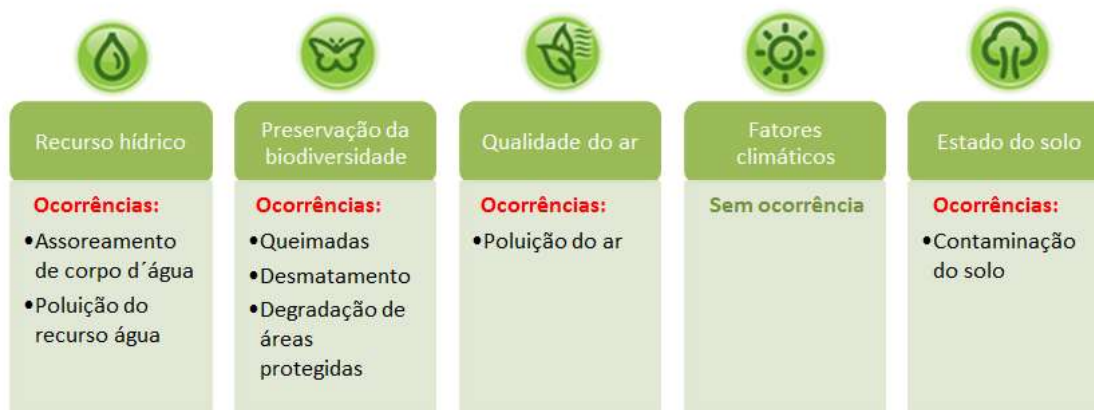 Recurso hídrico
Ocorrências:
•Assoreamento
de corpo d´água
•Poluição do
recurso água
Preservação da
biodiversidade
Ocorrências:
•Queimadas
•Desmatamento
•Degradação de
áreas
protegidas
Qualidade do ar
Ocorrências:
•Poluição do ar
Fatores
climáticos
Sem ocorrência
Estado do solo
Ocorrências:
•Contaminação
do solo